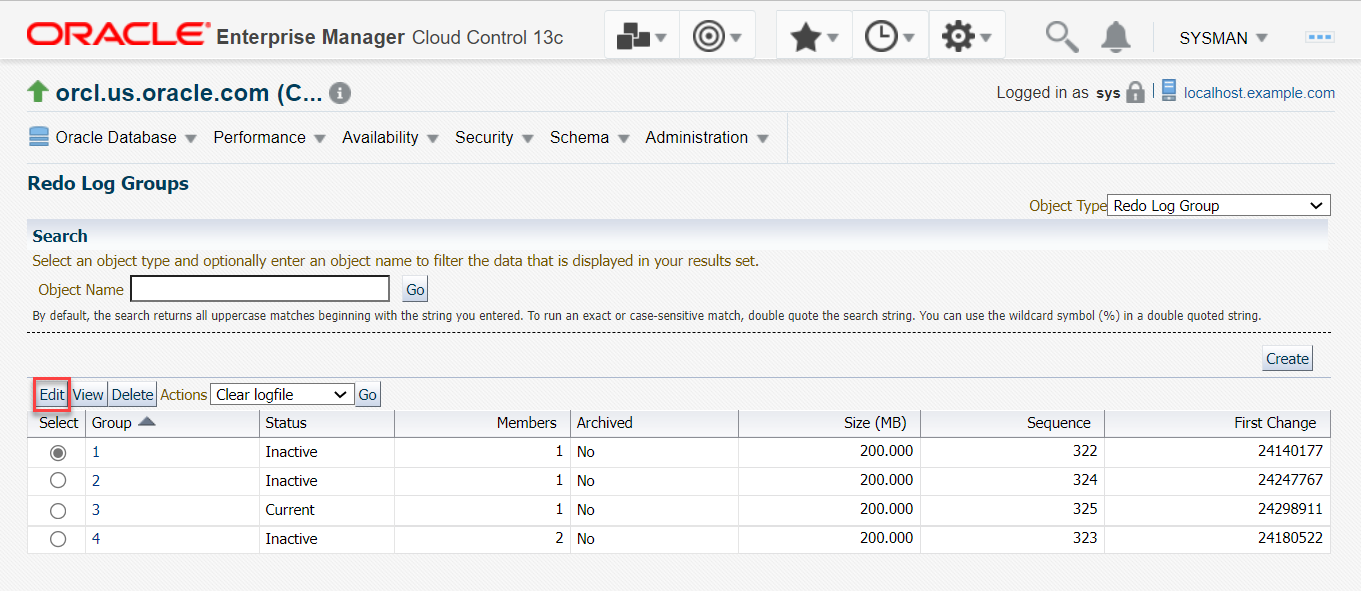 ORACLE® Enterprise Manager Cloud Control 13c SYSMAN
orcl.us.oracle.com (C... i Logged in as sys localhost.example.com
Oracle Database Performance Availability Security Schema Administration
Redo Log Groups
Object Type Redo Log Group
Search
Select an object type and optionally enter an object name to filter the data that is displayed in your results set.
Object Name Go
By default, the search returns all uppercase matches beginning with the string you entered. To run an exact or case-sensitive match, double quote the search string. You can use the wildcard symbol (%) in a double quoted string.
Create
Edit View Delete Actions Clear logfile Go
Select Group Status Members Archived Size (MB) Sequence First Change
1 Inactive 1 No 200.000 322 24140177
2 Inactive 1 No 200.000 324 24247767
3 Current 1 No 200.000 325 24298911
4 Inactive 2 No 200.000 323 24180522